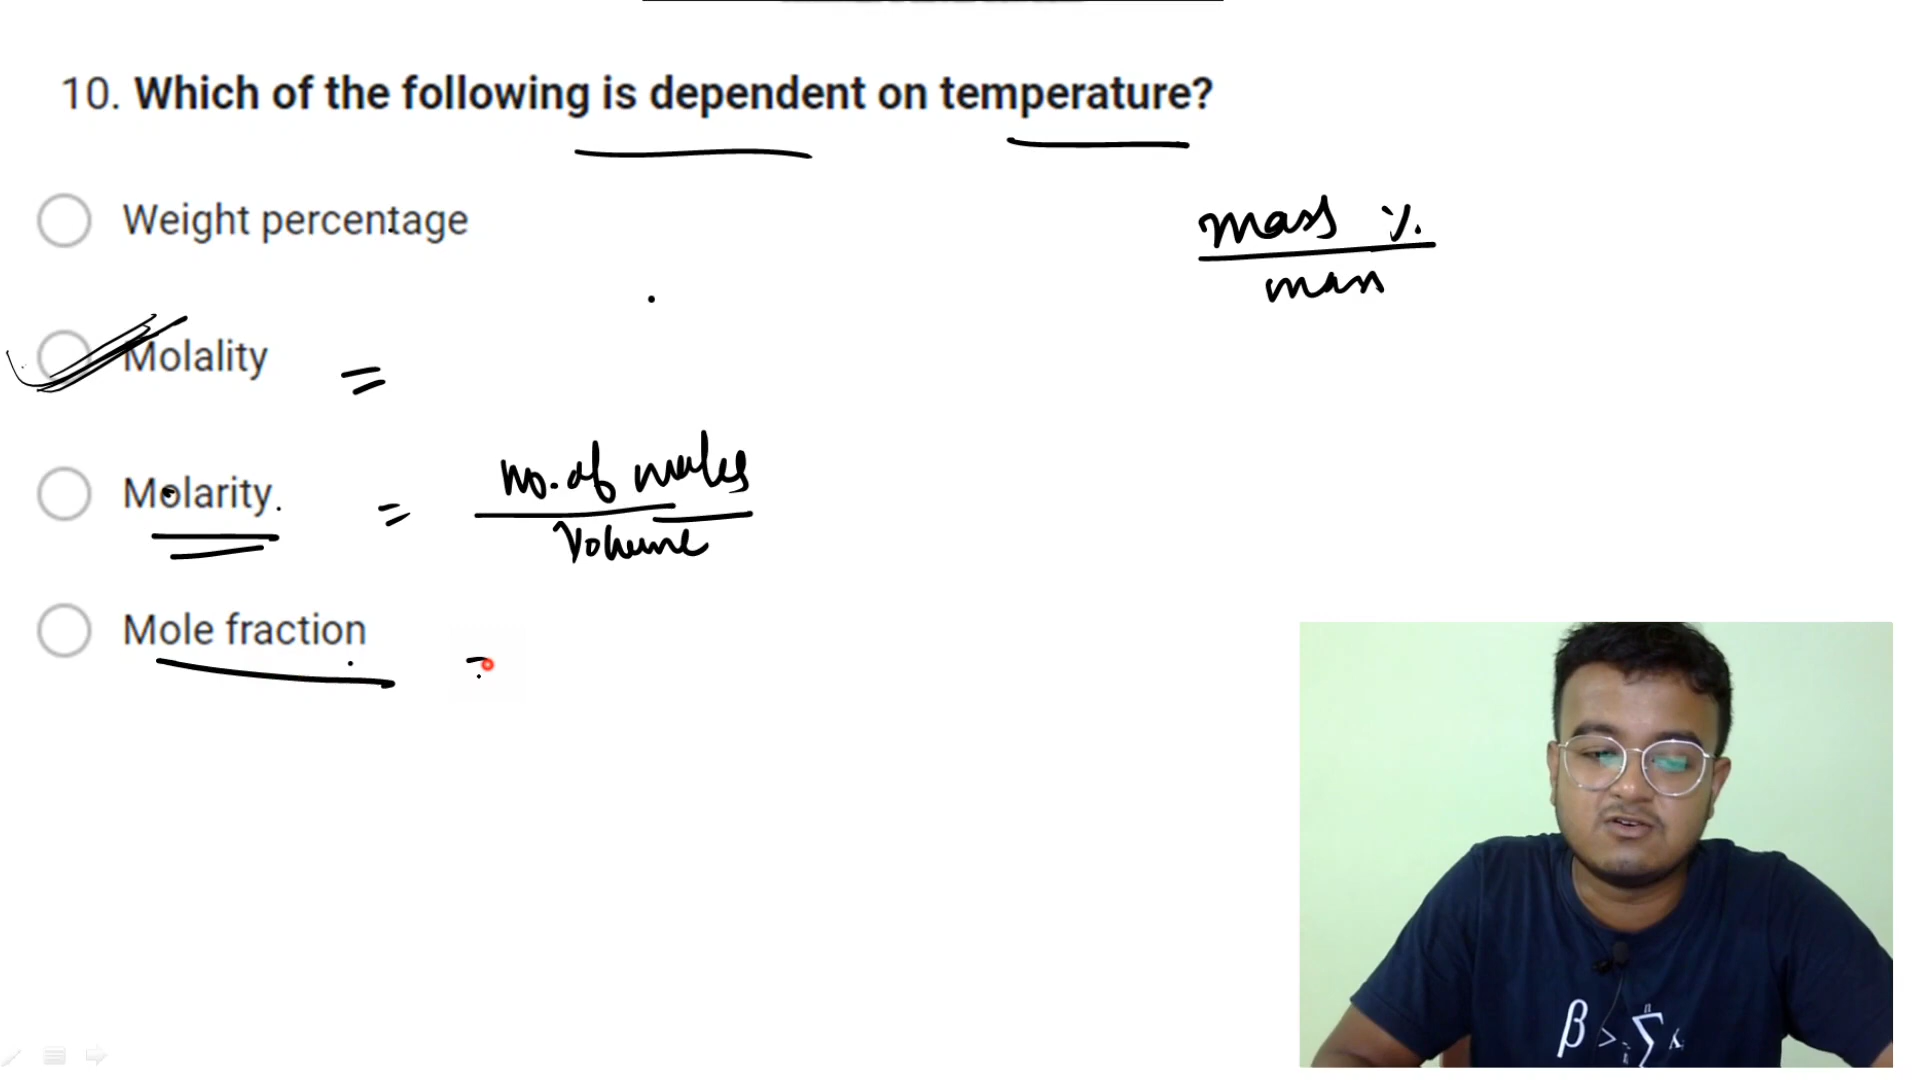 10. Which of the following is dependent on temperature?
Weight percentage
mass %
mass
Molality =
Molarity. = no. of moles
Volume
Mole fraction
β > Σ